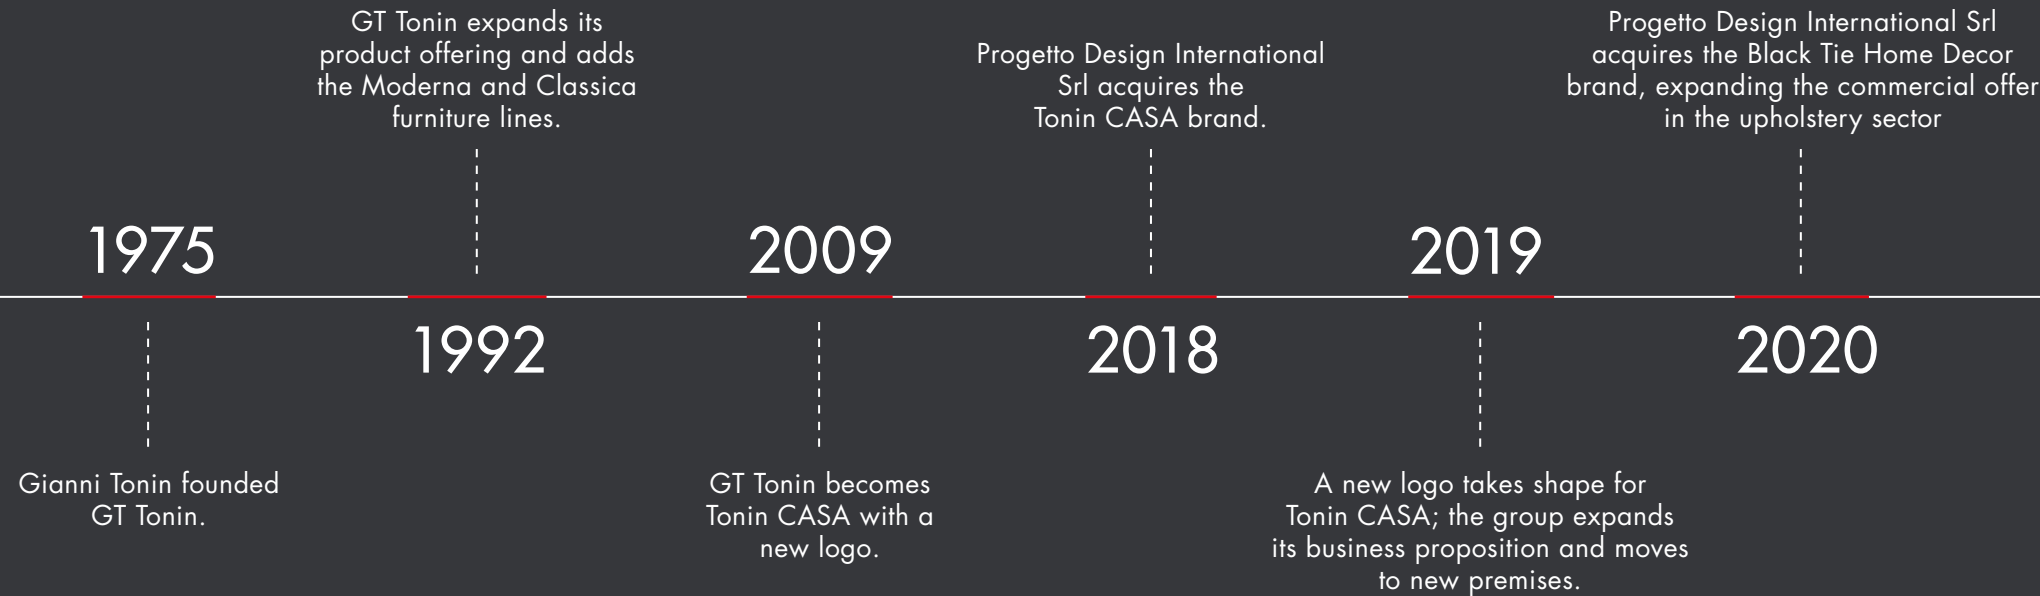 1975
Gianni Tonin founded
GT Tonin.
GT Tonin expands its
product offering and adds
the Moderna and Classica
furniture lines.
1992
2009
GT Tonin becomes
Tonin CASA with a
new logo.
Progetto Design International
Srl acquires the
Tonin CASA brand.
2018
2019
A new logo takes shape for
Tonin CASA; the group expands
its business proposition and moves
to new premises.
Progetto Design International Srl
acquires the Black Tie Home Decor
brand, expanding the commercial offer
in the upholstery sector
2020